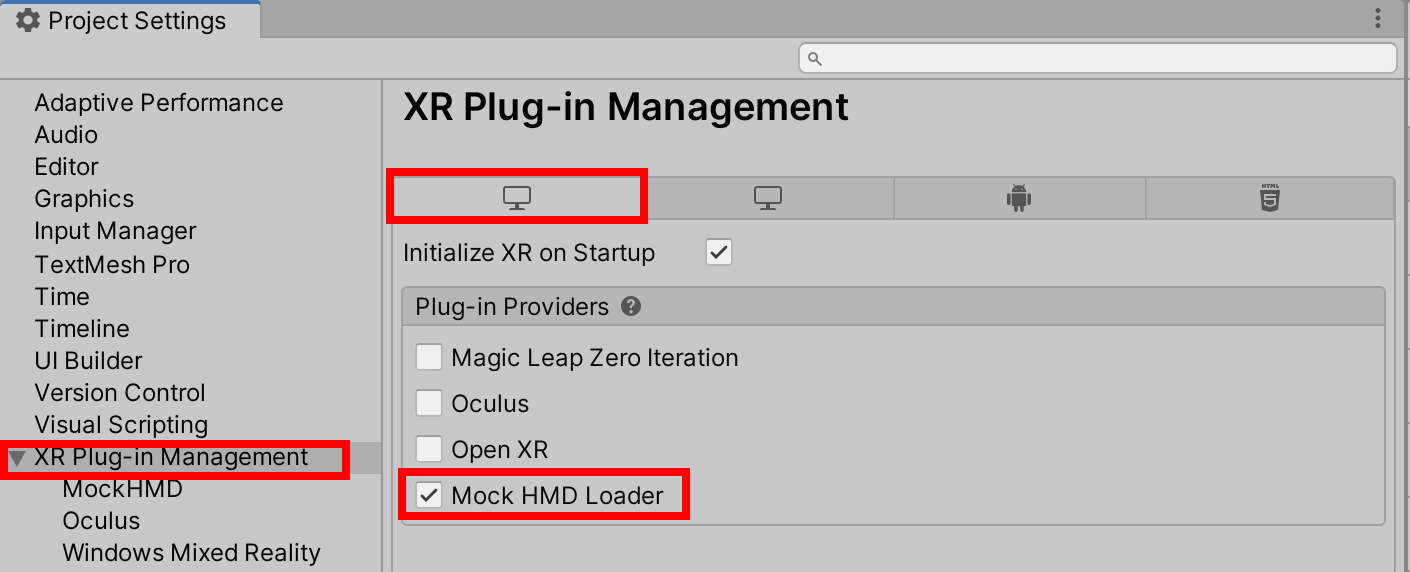 Project Settings
Adaptive Performance
Audio
Editor
Graphics
Input Manager
TextMesh Pro
Time
Timeline
UI Builder
Version Control
Visual Scripting
XR Plug-in Management
MockHMD
Oculus
Windows Mixed Reality
XR Plug-in Management
HTML
5
Initialize XR on Startup
Plug-in Providers ?
Magic Leap Zero Iteration
Oculus
Open XR
Mock HMD Loader